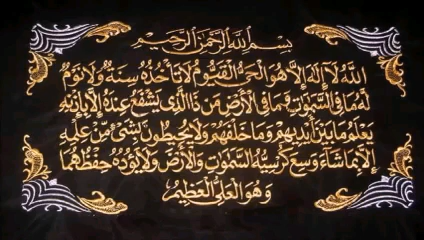 بسم الله الرحمن الرحيم
الله لا إله إلا هو الحي القيوم لا تأخذه سنة ولا نوم
له ما في السموات وما في الأرض من ذا الذي يشفع عنده إلا بإذنه
يعلم ما بين أيديهم وما خلفهم ولا يحيطون بشيء من علمه
إلا بما شاء وسع كرسيه السموات والأرض ولا يؤده حفظهما
وهو العلي العظيم